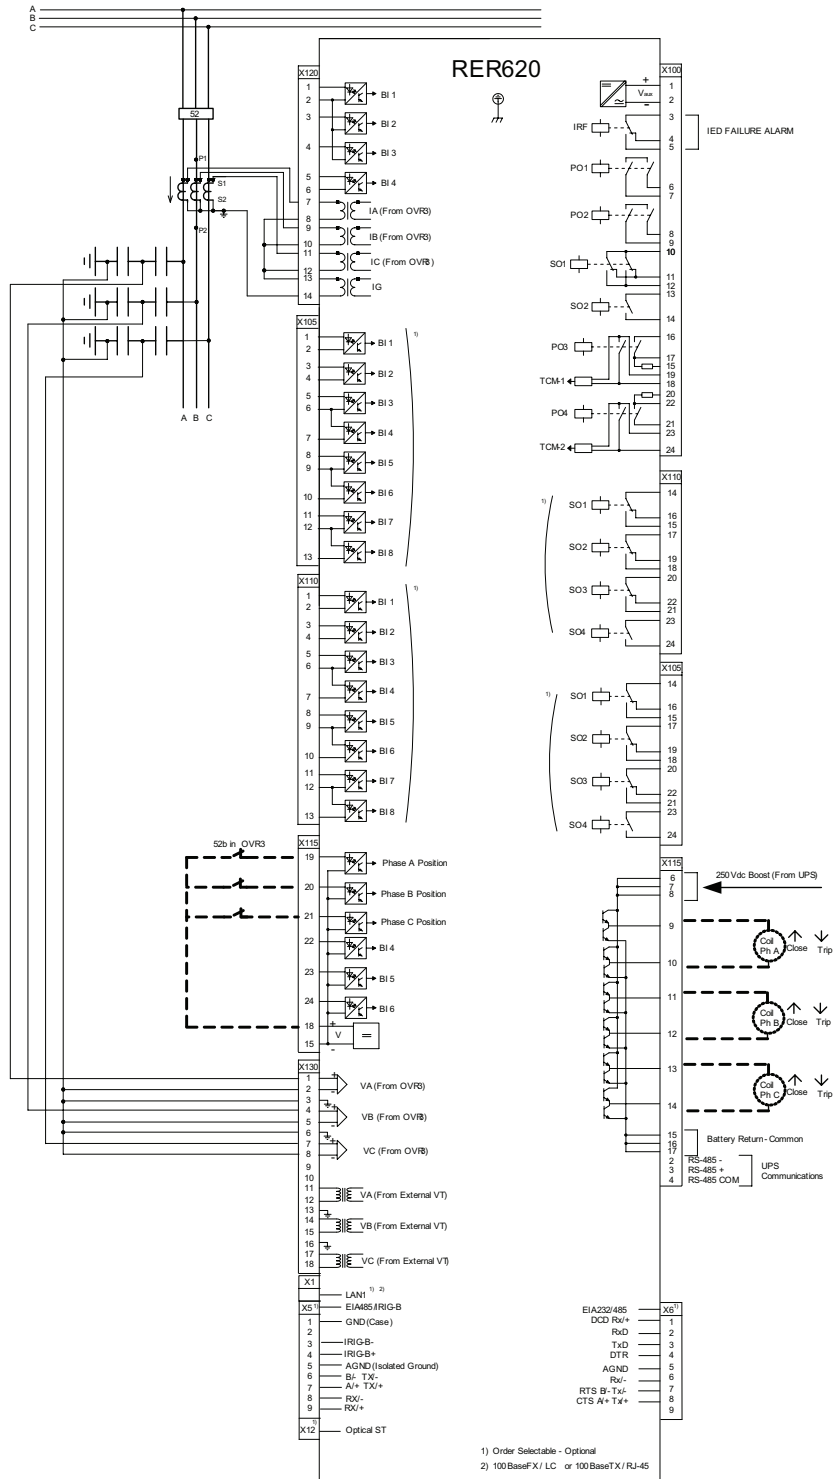 A
B
C
RER620
52
P1
S1
S2
P2
A B C
X120
1
2
3
4
5
6
7
8
9
10
11
12
13
14
BI 1
BI 2
BI 3
BI 4
IA (From OVR3)
IB (From OVR3)
IC (From OVR3)
IG
X105
1
2
3
4
5
6
7
8
9
10
11
12
13
1)
BI 1
BI 2
BI 3
BI 4
BI 5
BI 6
BI 7
BI 8
X110
1
2
3
4
5
6
7
8
9
10
11
12
13
1)
BI 1
BI 2
BI 3
BI 4
BI 5
BI 6
BI 7
BI 8
52b in OVR3
X115
19
20
21
22
23
24
18
15
Phase A Position
Phase B Position
Phase C Position
BI 4
BI 5
BI 6
+
V
-
X130
1
2
3
4
5
6
7
8
9
10
11
12
13
14
15
16
17
18
+
-
VA (From OVR3)
+
-
VB (From OVR3)
+
-
VC (From OVR3)
VA (From External VT)
VB (From External VT)
VC (From External VT)
X1
LAN1 1) 2)
X5 1)
EIA485/IRIG-B
1
2
3
4
5
6
7
8
9
GND (Case)
IRIG-B-
IRIG-B+
AGND (Isolated Ground)
B/- TX/-
A/+ TX/+
RX/-
RX/+
X12 1)
Optical ST
X100
+
Vaux
-
1
2
IRF
3
4
5
IED FAILURE ALARM
PO1
6
7
PO2
8
9
SO1
10
11
12
SO2
13
14
PO3
16
17
15
19
18
TCM-1
20
22
PO4
21
23
TCM-2
24
X110
1)
SO1
14
16
15
SO2
17
19
18
SO3
20
22
21
SO4
23
24
X105
1)
SO1
14
16
15
SO2
17
19
18
SO3
20
22
21
SO4
23
24
X115
6
7
8
250 Vdc Boost (From UPS)
9
10
Coil
Ph A
Close Trip
11
12
Coil
Ph B
Close Trip
13
14
Coil
Ph C
Close Trip
15
16
17
Battery Return - Common
2 RS-485 -
3 RS-485 +
4 RS-485 COM
UPS
Communications
EIA232/485
X6 1)
DCD Rx/+ 1
RxD 2
TxD 3
DTR 4
AGND 5
Rx/- 6
RTS B/- Tx/- 7
CTS A/+ Tx/+ 8
9
1) Order Selectable - Optional
2) 100BaseFX / LC or 100BaseTX / RJ-45